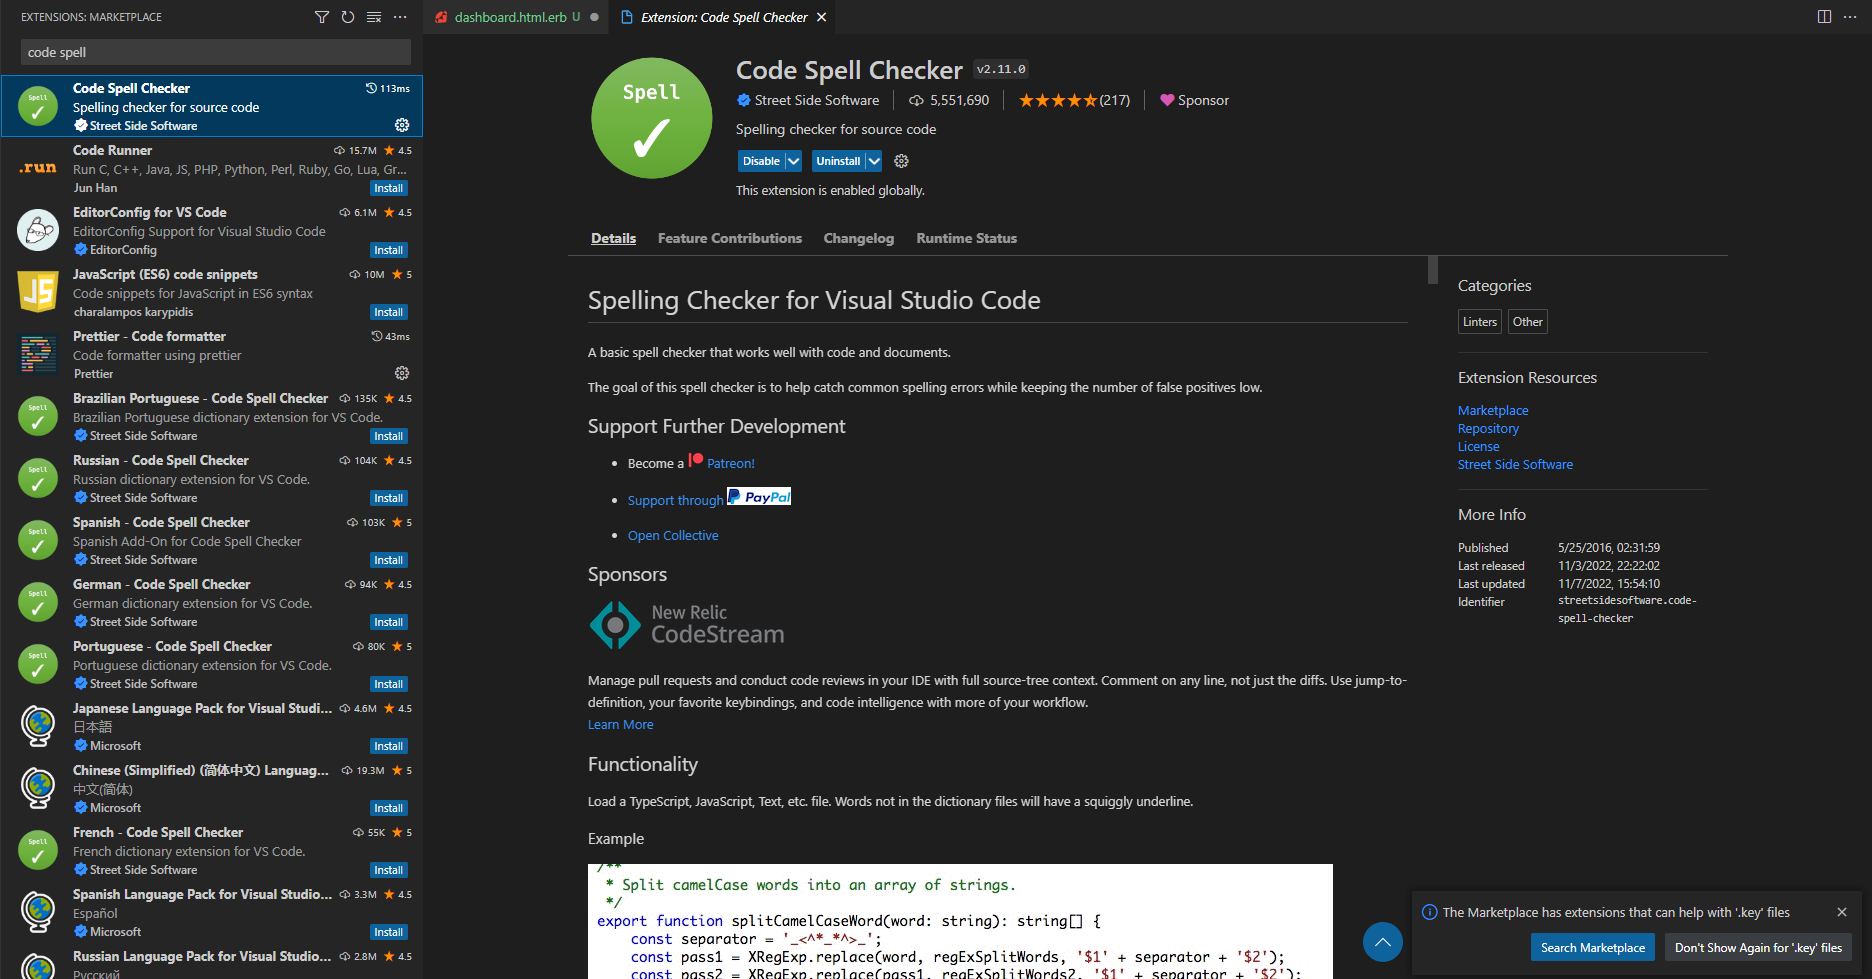 EXTENSIONS: MARKETPLACE
code spell
Code Spell Checker 113ms
Spelling checker for source code
Street Side Software
Code Runner 15.7M 4.5
Run C, C++, Java, JS, PHP, Python, Perl, Ruby, Go, Lua, Gr...
Jun Han Install
EditorConfig for VS Code 6.1M 4.5
EditorConfig Support for Visual Studio Code
EditorConfig Install
JavaScript (ES6) code snippets 10M 5
Code snippets for JavaScript in ES6 syntax
charalampos karypidis Install
Prettier - Code formatter 43ms
Code formatter using prettier
Prettier
Brazilian Portuguese - Code Spell Checker 135K 4.5
Brazilian Portuguese dictionary extension for VS Code.
Street Side Software Install
Russian - Code Spell Checker 104K 4.5
Russian dictionary extension for VS Code.
Street Side Software Install
Spanish - Code Spell Checker 103K 5
Spanish Add-On for Code Spell Checker
Street Side Software Install
German - Code Spell Checker 94K 4.5
German dictionary extension for VS Code.
Street Side Software Install
Portuguese - Code Spell Checker 80K 5
Portuguese dictionary extension for VS Code.
Street Side Software Install
Japanese Language Pack for Visual Studi... 4.6M 4.5
日本語
Microsoft Install
Chinese (Simplified) (简体中文) Languag... 19.3M 5
中文(简体)
Microsoft Install
French - Code Spell Checker 55K 5
French dictionary extension for VS Code.
Street Side Software Install
Spanish Language Pack for Visual Studio... 3.3M 4.5
Español
Microsoft Install
Russian Language Pack for Visual Studio... 2.8M 4.5
Русский
dashboard.html.erb U
Extension: Code Spell Checker
Spell
Code Spell Checker v2.11.0
Street Side Software 5,551,690 (217) Sponsor
Spelling checker for source code
Disable Uninstall
This extension is enabled globally.
Details Feature Contributions Changelog Runtime Status
Spelling Checker for Visual Studio Code
A basic spell checker that works well with code and documents.
The goal of this spell checker is to help catch common spelling errors while keeping the number of false positives low.
Support Further Development
Become a Patreon!
Support through PayPal
Open Collective
Sponsors
New Relic
CodeStream
Manage pull requests and conduct code reviews in your IDE with full source-tree context. Comment on any line, not just the diffs. Use jump-to-
definition, your favorite keybindings, and code intelligence with more of your workflow.
Learn More
Functionality
Load a TypeScript, JavaScript, Text, etc. file. Words not in the dictionary files will have a squiggly underline.
Example
/**
* Split camelCase words into an array of strings.
*/
export function splitCamelCaseWord(word: string): string[] {
const separator = '_<^*_*^>_';
const pass1 = XRegExp.replace(word, regExSplitWords, '$1' + separator + '$2');
const pass2 = XRegExp.replace(pass1, regExSplitWords2, '$1' + separator + '$2');
Categories
Linters Other
Extension Resources
Marketplace
Repository
License
Street Side Software
More Info
Published 5/25/2016, 02:31:59
Last released 11/3/2022, 22:22:02
Last updated 11/7/2022, 15:54:10
Identifier streetsidesoftware.code-
spell-checker
The Marketplace has extensions that can help with '.key' files
Search Marketplace Don't Show Again for '.key' files